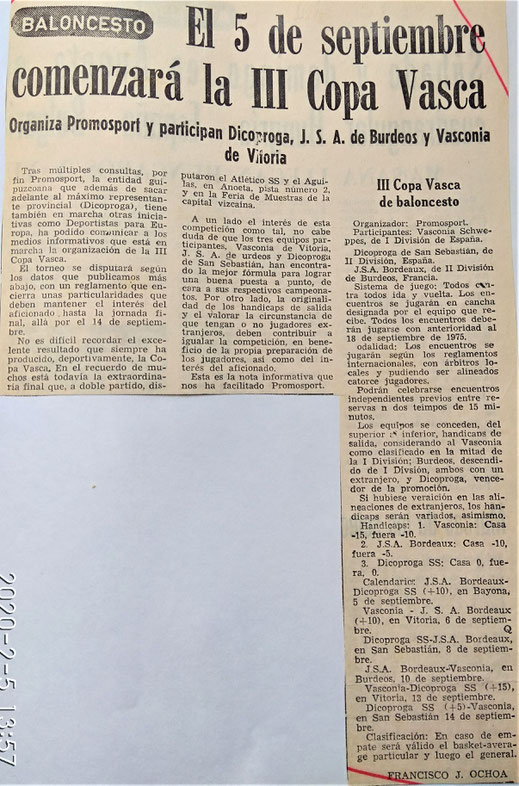 BALONCESTO
El 5 de septiembre
comenzará la III Copa Vasca
Organiza Promosport y participan Dicoproga, J. S. A. de Burdeos y Vasconia
de Vitoria
Tras múltiples consultas, por
fin Promosport, la entidad gui-
puzcoana que además de sacar
adelante al máximo representan-
te provincial (Dicoproga), tiene
también en marcha otras inicia-
tivas como Deportistas para Eu-
ropa, ha podido comunicar a los
medios informativos que está en
marcha la organización de la III
Copa Vasca.
El torneo se disputará según
los datos que publicamos más
abajo, con un reglamento que en-
cierra unas particularidades que
deben mantener el interés del
aficionado hasta la jornada fi-
nal, allá por el 14 de septiem-
bre.
No es difícil recordar el exce-
lente resultado que siempre ha
producido, deportivamente, la Co-
pa Vasca, En el recuerdo de mu-
chos está todavía la extraordina-
ria final que, a doble partido, dis-
putaron el Atlético SS y el Agui-
las, en Anoeta, pista número 2,
y en la Feria de Muestras de la
capital vizcaína.
A un lado el interés de esta
competición como tal, no cabe
duda de que los tres equipos par-
ticipantes, Vasconia de Vitoria,
J. S. A. de urdeos y Dicoproga
de San Sebastián, han encontra-
do la mejor fórmula para lograr
una buena puesta a punto, de
cara a sus respectivos campeona-
tos. Por otro lado, la originali-
dad de los handicaps de salida
y el valorar la circunstancia de
que tengan o no jugadores ex-
tranjeros, deben contribuir a
igualar la competición, en bene-
ficio de la propia preparación de
los jugadores, así como del in-
terés del aficionado.
Esta es la nota informativa que
nos ha facilitado Promosport.
III Copa Vasca
de baloncesto
Organizador: Promosport.
Participantes: Vasconia Schwe-
ppes, de I División de España.
Dicoproga de San Sebastián, de
II División, España.
J.S.A. Bordeaux, de II División
de Burdeos, Francia.
Sistema de juego: Todos con-
tra todos ida y vuelta. Los en-
cuentros se jugarán en cancha
designada por el equipo que re-
cibe. Todos los encuentros debe-
rán jugarse con anterioridad al
18 de septiembre de 1975.
odalidad: Los encuentros se
jugarán según los reglamentos
internacionales, con árbitros lo-
cales y pudiendo ser alineados
catorce jugadores.
Podrán celebrarse encuentros
independientes previos entre re-
servas n dos teimpos de 15 mi-
nutos.
Los equipos se conceden, del
superior inferior, handicans de
salida, considerando al Vasconia
como clasificado en la mitad de
la I División; Burdeos, descendi-
do de I Divsión, ambos con un
extranjero, y Dicoproga, vence-
dor de la promoción.
Si hubiese veraición en las ali-
neaciones de extranjeros, los han-
dicaps serán variados, asimismo,
Handicaps: 1. Vasconia: Casa
-15, fuera -10.
2. J.S.A. Bordeaux: Casa -10,
fuera -5.
3. Dicoproga SS: Casa 0, fue-
ra, 0.
Calendario: J.S.A. Bordeaux-
Dicoproga SS (+10), en Bayona,
5 de septiembre.
Vasconia - J. S. A. Bordeaux
(+10), en Vitoria, 6 de septiem-
bre. Q
Dicoproga SS-J.S.A. Bordeaux,
en San Sebastián, 8 de septiem-
bre.
J.S.A. Bordeaux-Vasconia, en
Burdeos, 10 de septiembre.
Vasconia-Dicoproga SS (+15),
en Vitoria, 13 de septiembre.
Dicoproga SS (+5)-Vasconia,
en San Sebastián 14 de septiem-
bre.
Clasificación: En caso de em-
pate será válido el basket-avera-
ge particular y luego el general.
FRANCISCO J. OCHOA
2020-2-5 13:57